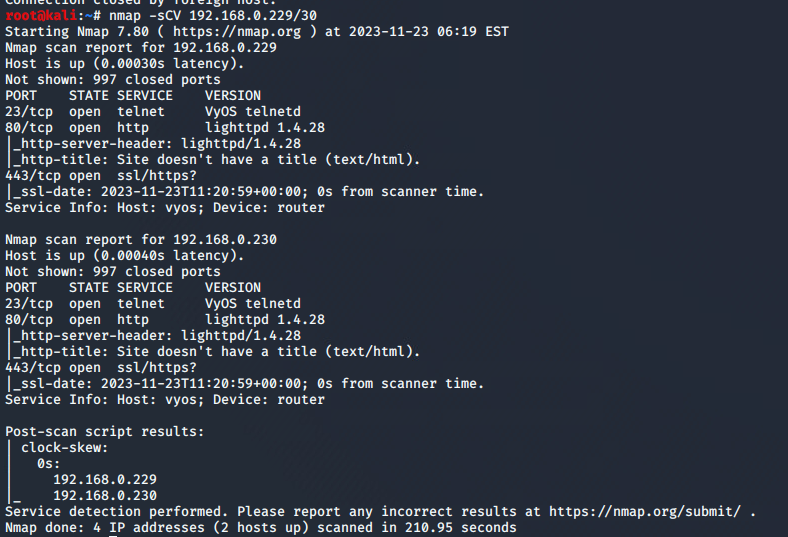 Connection closed by foreign host.
root@kali:~# nmap -sCV 192.168.0.229/30
Starting Nmap 7.80 ( https://nmap.org ) at 2023-11-23 06:19 EST
Nmap scan report for 192.168.0.229
Host is up (0.00030s latency).
Not shown: 997 closed ports
PORT    STATE SERVICE    VERSION
23/tcp  open  telnet     VyOS telnetd
80/tcp  open  http       lighttpd 1.4.28
|_http-server-header: lighttpd/1.4.28
|_http-title: Site doesn't have a title (text/html).
443/tcp open  ssl/https?
|_ssl-date: 2023-11-23T11:20:59+00:00; 0s from scanner time.
Service Info: Host: vyos; Device: router

Nmap scan report for 192.168.0.230
Host is up (0.00040s latency).
Not shown: 997 closed ports
PORT    STATE SERVICE    VERSION
23/tcp  open  telnet     VyOS telnetd
80/tcp  open  http       lighttpd 1.4.28
|_http-server-header: lighttpd/1.4.28
|_http-title: Site doesn't have a title (text/html).
443/tcp open  ssl/https?
|_ssl-date: 2023-11-23T11:20:59+00:00; 0s from scanner time.
Service Info: Host: vyos; Device: router

Post-scan script results:
| clock-skew:
|   0s:
|     192.168.0.229
|_    192.168.0.230
Service detection performed. Please report any incorrect results at https://nmap.org/submit/ .
Nmap done: 4 IP addresses (2 hosts up) scanned in 210.95 seconds